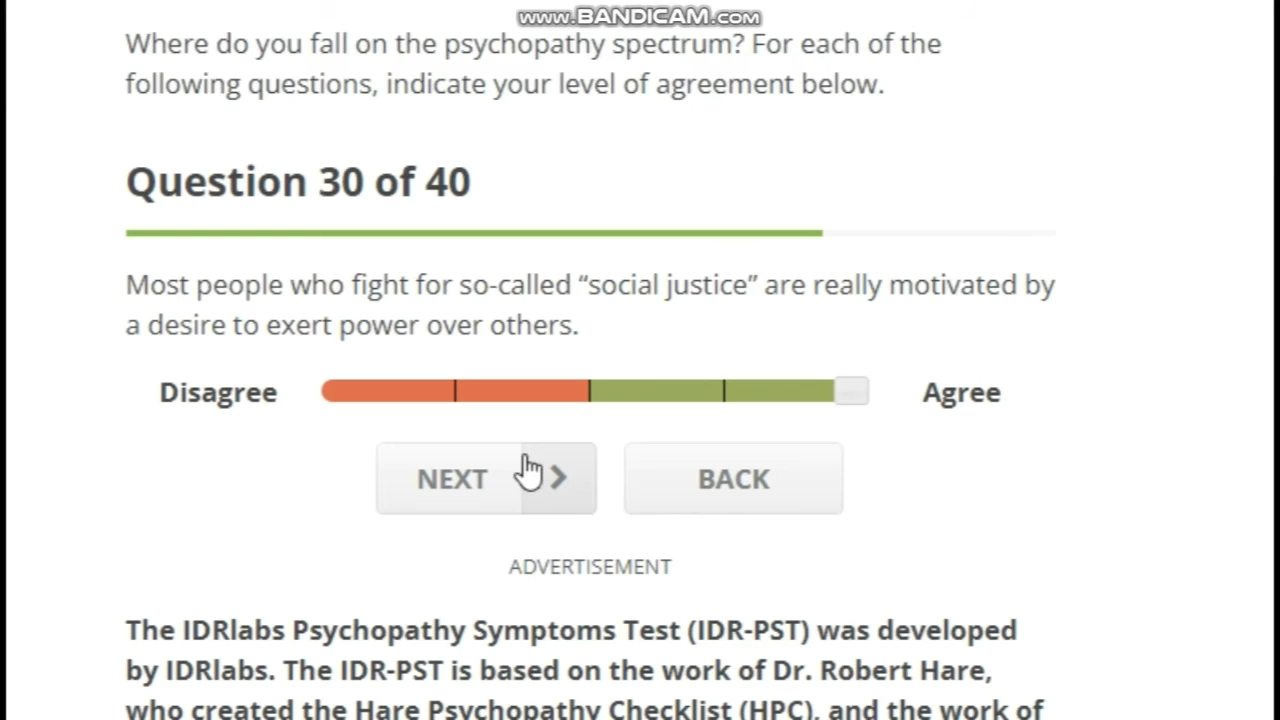 www.BANDICAM.com
Where do you fall on the psychopathy spectrum? For each of the
following questions, indicate your level of agreement below.
Question 30 of 40
Most people who fight for so-called “social justice” are really motivated by
a desire to exert power over others.
Disagree
Agree
NEXT
BACK
ADVERTISEMENT
The IDRlabs Psychopathy Symptoms Test (IDR-PST) was developed
by IDRlabs. The IDR-PST is based on the work of Dr. Robert Hare,
who created the Hare Psychopathy Checklist (HPC), and the work of